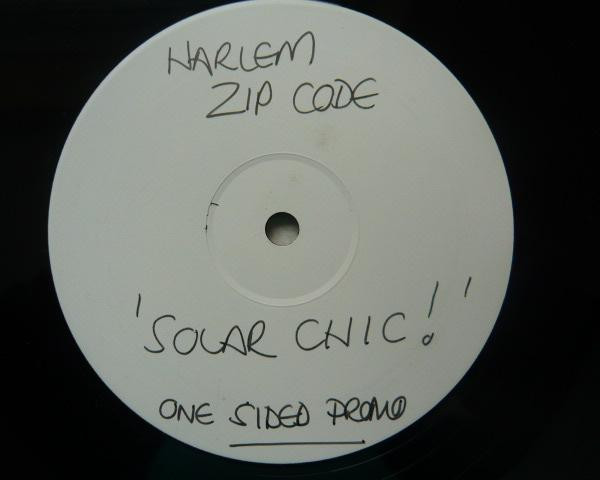 HARLEM
ZIP CODE
'SOLAR CHIC!'
ONE SIDED PROMO